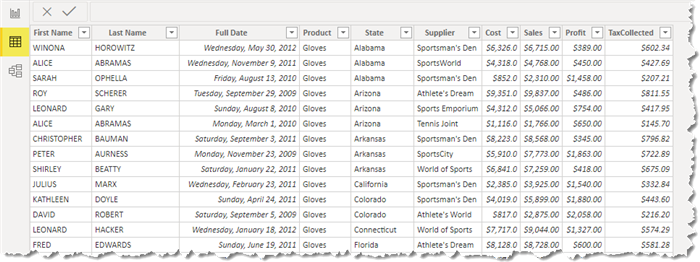 First Name Last Name Full Date Product State Supplier Cost Sales Profit TaxCollected
WINONA HOROWITZ Wednesday, May 30, 2012 Gloves Alabama Sportsman's Den $6,326.0 $6,715.00 $389.00 $602.34
ALICE ABRAMAS Wednesday, November 9, 2011 Gloves Alabama SportsWorld $4,318.0 $4,768.00 $450.00 $427.69
SARAH OPHELLA Friday, August 13, 2010 Gloves Alabama Sportsman's Den $852.0 $2,310.00 $1,458.00 $207.21
ROY SCHERER Tuesday, September 29, 2009 Gloves Arizona Athlete's Dream $9,351.0 $9,837.00 $486.00 $811.55
LEONARD GARY Sunday, August 8, 2010 Gloves Arizona Sports Emporium $4,312.0 $5,066.00 $754.00 $417.95
ALICE ABRAMAS Monday, March 1, 2010 Gloves Arizona Tennis Joint $1,116.0 $1,766.00 $650.00 $145.70
CHRISTOPHER BAUMAN Saturday, September 3, 2011 Gloves Arkansas Sportsman's Den $8,223.0 $8,568.00 $345.00 $796.82
PETER AURNESS Monday, November 23, 2009 Gloves Arkansas SportsCity $5,910.0 $7,773.00 $1,863.00 $722.89
SHIRLEY BEATTY Saturday, January 22, 2011 Gloves Arkansas World of Sports $6,841.0 $7,259.00 $418.00 $675.09
JULIUS MARX Wednesday, February 23, 2011 Gloves California Sportsman's Den $2,385.0 $3,925.00 $1,540.00 $332.84
KATHLEEN DOYLE Sunday, April 24, 2011 Gloves Colorado Sportsman's Den $4,019.0 $5,899.00 $1,880.00 $443.60
DAVID ROBERT Saturday, September 5, 2009 Gloves Colorado Athlete's World $817.0 $2,875.00 $2,058.00 $216.20
LEONARD HACKER Wednesday, January 18, 2012 Gloves Connecticut World of Sports $7,717.0 $9,044.00 $1,327.00 $574.29
FRED EDWARDS Sunday, June 19, 2011 Gloves Florida Athlete's Dream $8,128.0 $8,728.00 $600.00 $581.28